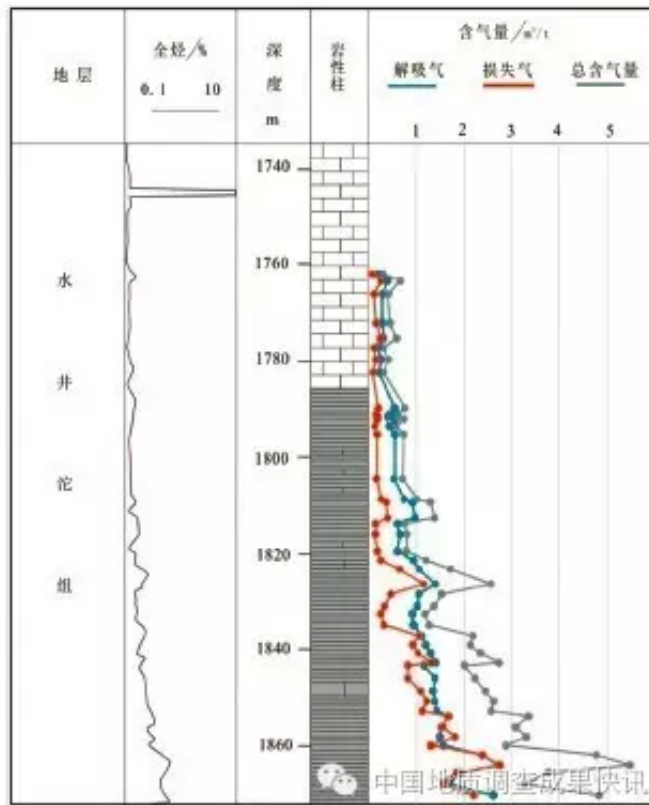 地层
全烃/%
0.1 10
深度
m
岩性柱
含气量/m³/t
解吸气 损失气 总含气量
1 2 3 4 5
水井沱组
1740
1760
1780
1800
1820
1840
1860
中国地质调查成果快讯